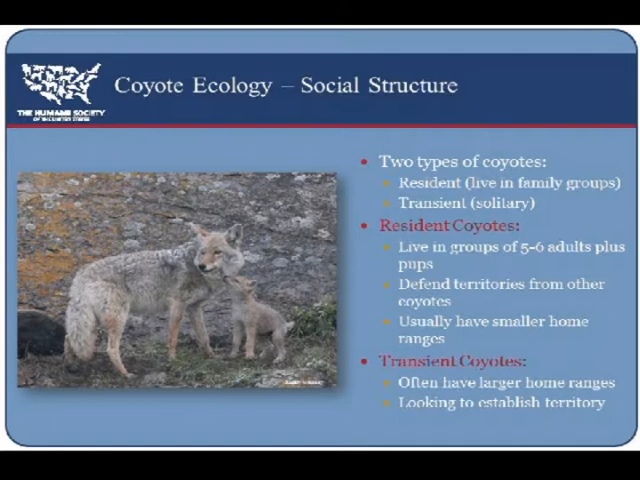 Coyote Ecology – Social Structure
THE HUMANE SOCIETY
OF THE UNITED STATES
Two types of coyotes:
Resident (live in family groups)
Transient (solitary)
Resident Coyotes:
Live in groups of 5-6 adults plus
pups
Defend territories from other
coyotes
Usually have smaller home
ranges
Transient Coyotes:
Often have larger home ranges
Looking to establish territory